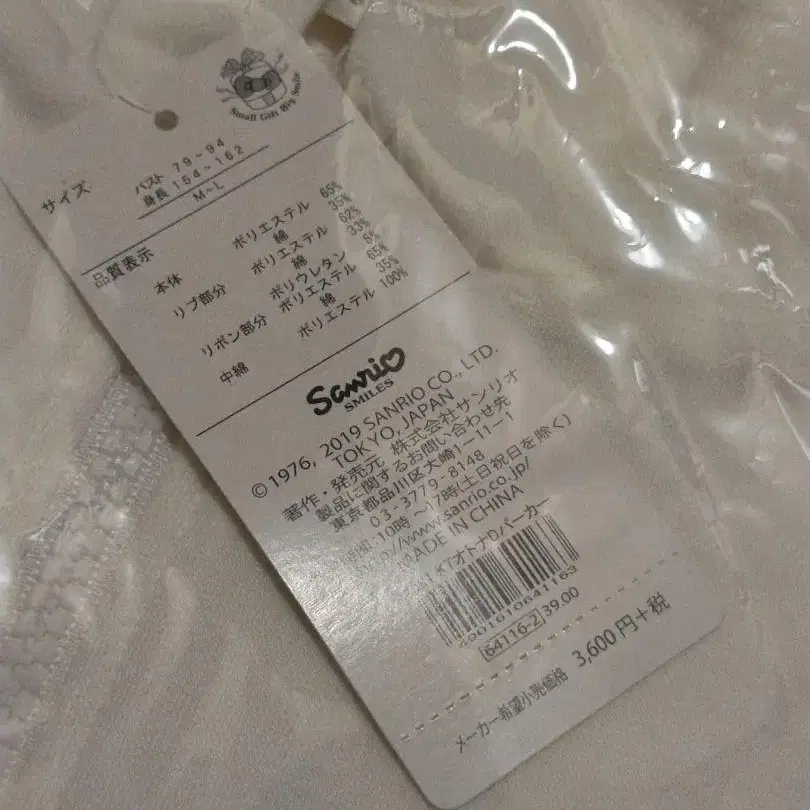 Small Gift Big Smile
サイズ
バスト 79~94
身長 154~162
M~L
品質表示
本体 ポリエステル 65%
綿 35%
リブ部分 ポリエステル 62%
綿 33%
ポリウレタン 5%
リボン部分 ポリエステル 65%
綿 35%
中綿 ポリエステル 100%
Sanrio
SMILES
© 1976, 2019 SANRIO CO., LTD.
TOKYO, JAPAN
著作・発売元 株式会社サンリオ
製品に関するお問い合わせ先
東京都品川区大崎1-11-1
03-3779-8148
10時~17時(土日祝日を除く)
http://www.sanrio.co.jp/
MADE IN CHINA
KTオトナDパーカー
4901610641163
64116-2 39.00
メーカー希望小売価格 3,600円+税